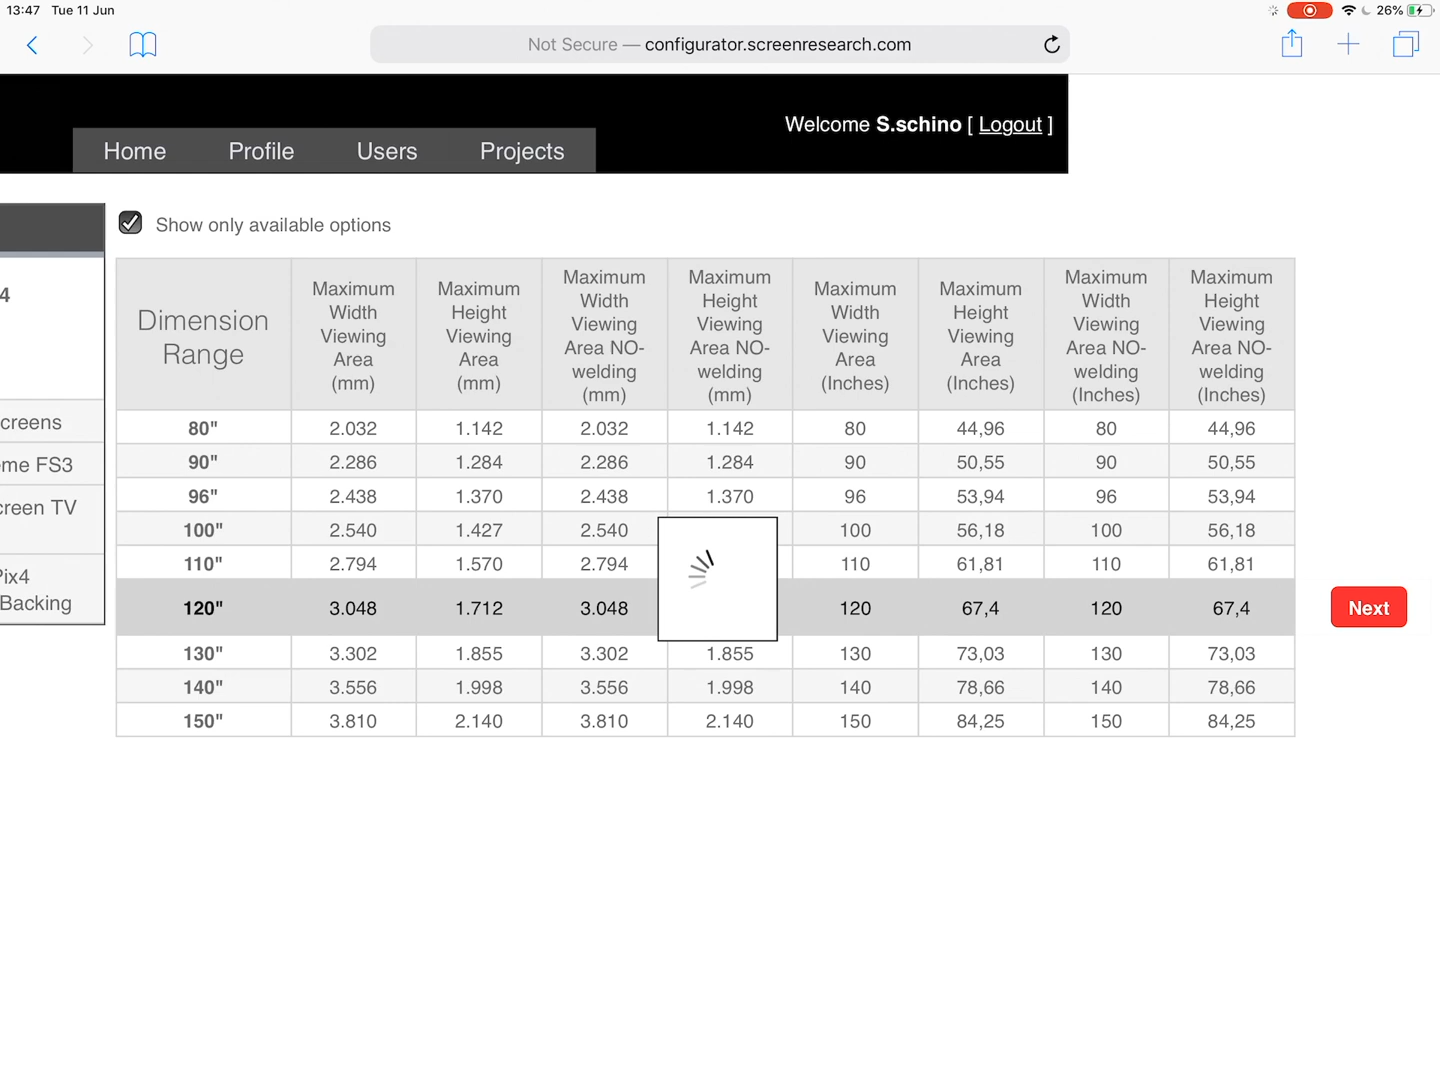 13:47 Tue 11 Jun
26%
Not Secure — configurator.screenresearch.com
Welcome S.schino [ Logout ]
Home Profile Users Projects
Show only available options
4
creens
me FS3
creen TV
Pix4
Backing
Dimension
Range
Maximum
Width
Viewing
Area
(mm)
Maximum
Height
Viewing
Area
(mm)
Maximum
Width
Viewing
Area NO-
welding
(mm)
Maximum
Height
Viewing
Area NO-
welding
(mm)
Maximum
Width
Viewing
Area
(Inches)
Maximum
Height
Viewing
Area
(Inches)
Maximum
Width
Viewing
Area NO-
welding
(Inches)
Maximum
Height
Viewing
Area NO-
welding
(Inches)
80" 2.032 1.142 2.032 1.142 80 44,96 80 44,96
90" 2.286 1.284 2.286 1.284 90 50,55 90 50,55
96" 2.438 1.370 2.438 1.370 96 53,94 96 53,94
100" 2.540 1.427 2.540 100 56,18 100 56,18
110" 2.794 1.570 2.794 110 61,81 110 61,81
120" 3.048 1.712 3.048 120 67,4 120 67,4
Next
130" 3.302 1.855 3.302 1.855 130 73,03 130 73,03
140" 3.556 1.998 3.556 1.998 140 78,66 140 78,66
150" 3.810 2.140 3.810 2.140 150 84,25 150 84,25